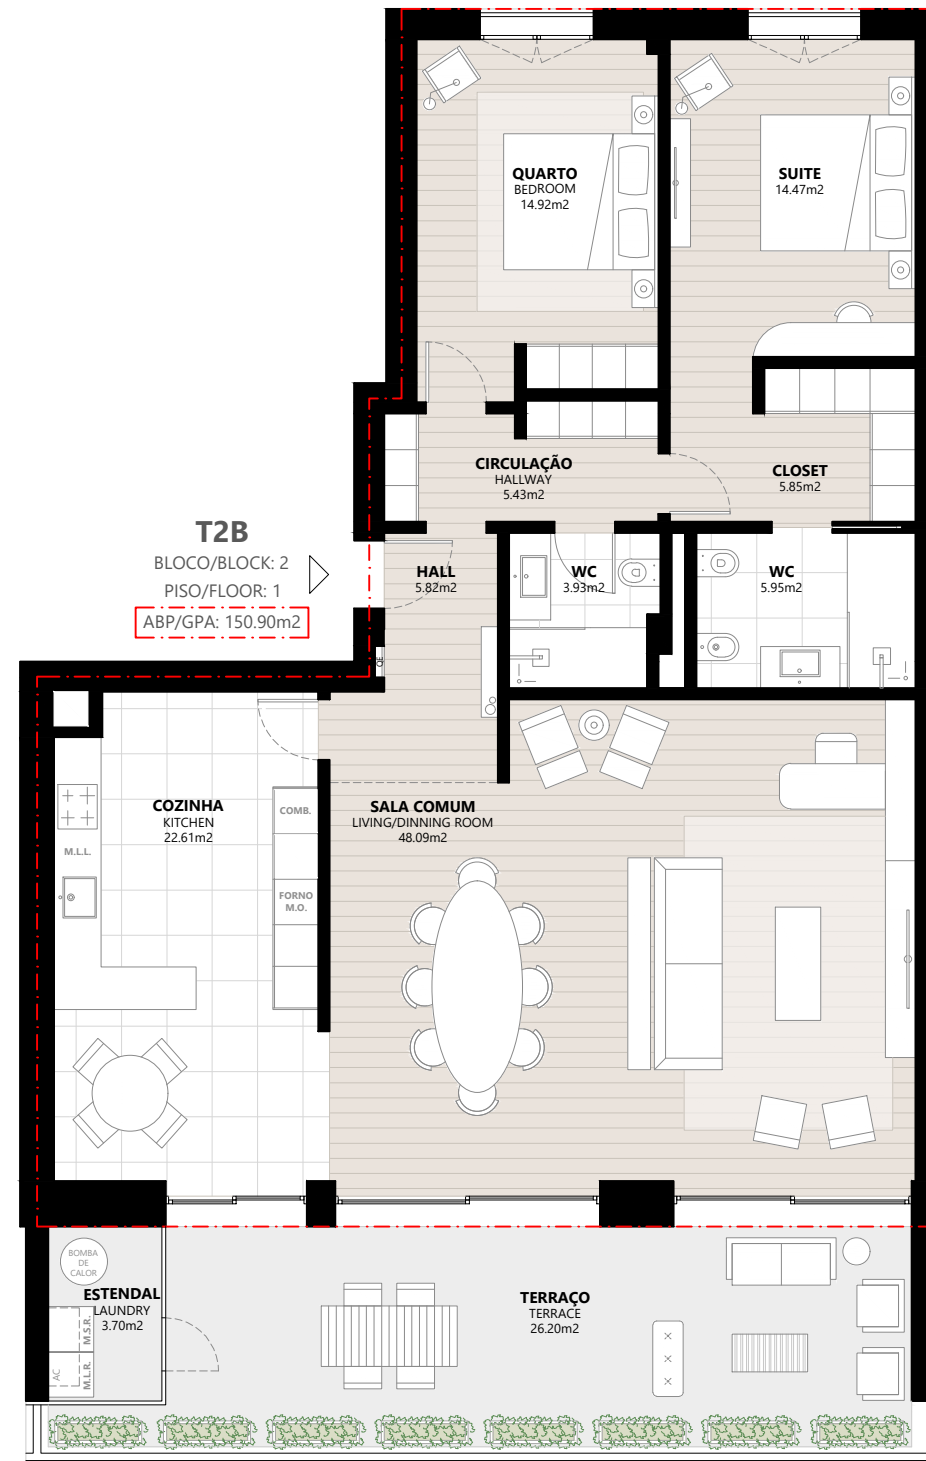 QUARTO
BEDROOM
14.92m2
SUITE
14.47m2
CIRCULAÇÃO
HALLWAY
5.43m2
CLOSET
5.85m2
T2B
BLOCO/BLOCK: 2
PISO/FLOOR: 1
ABP/GPA: 150.90m2
HALL
5.82m2
WC
3.93m2
WC
5.95m2
QE
COZINHA
KITCHEN
22.61m2
COMB.
M.L.L.
FORNO
M.O.
SALA COMUM
LIVING/DINNING ROOM
48.09m2
BOMBA
DE
CALOR
ESTENDAL
LAUNDRY
3.70m2
M.S.R.
M.L.R.
AC
TERRAÇO
TERRACE
26.20m2